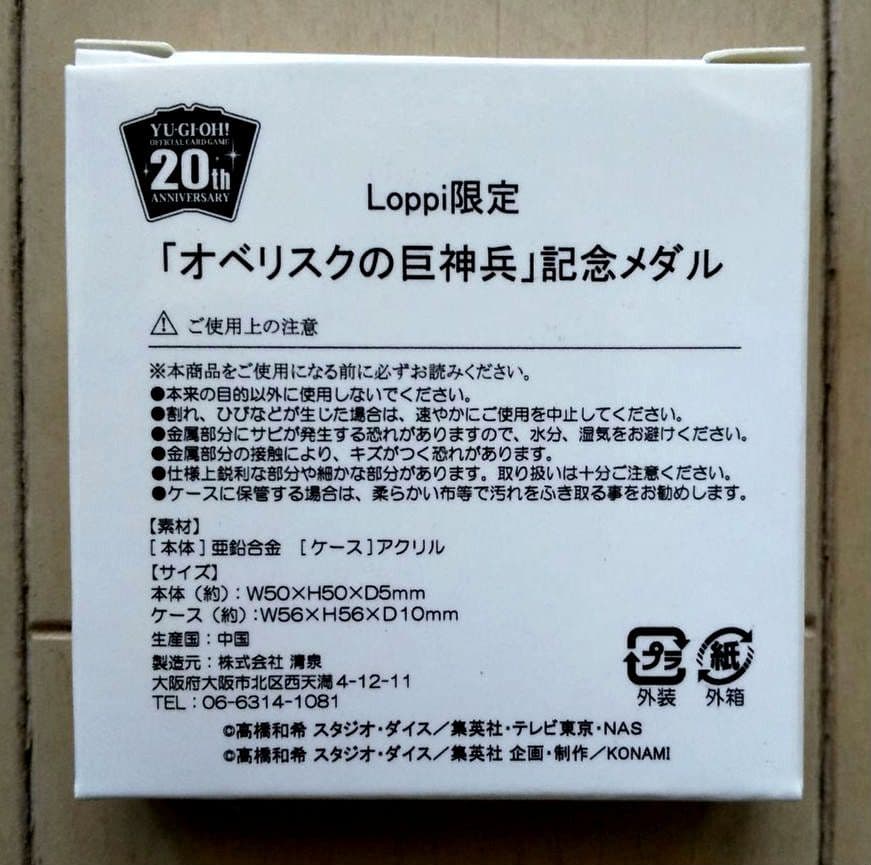 YU-GI-OH!
OFFICIAL CARD GAME
20th
ANNIVERSARY
Loppi限定
「オベリスクの巨神兵」記念メダル
ご使用上の注意
※本商品をご使用になる前に必ずお読みください。
●本来の目的以外に使用しないでください。
●割れ、ひびなどが生じた場合は、速やかにご使用を中止してください。
●金属部分にサビが発生する恐れがありますので、水分、湿気をお避けください。
●金属部分の接触により、キズがつく恐れがあります。
●仕様上鋭利な部分や細かな部分があります。取り扱いは十分ご注意ください。
●ケースに保管する場合は、柔らかい布等で汚れをふき取る事をお勧めします。
【素材】
[本体]亜鉛合金 [ケース]アクリル
【サイズ】
本体（約）：W50×H50×D5mm
ケース（約）：W56×H56×D10mm
生産国：中国
製造元：株式会社 清泉
大阪府大阪市北区西天満4-12-11
TEL：06-6314-1081
プラ 紙
外装 外箱
©高橋和希 スタジオ・ダイス／集英社・テレビ東京・NAS
©高橋和希 スタジオ・ダイス／集英社 企画・制作／KONAMI